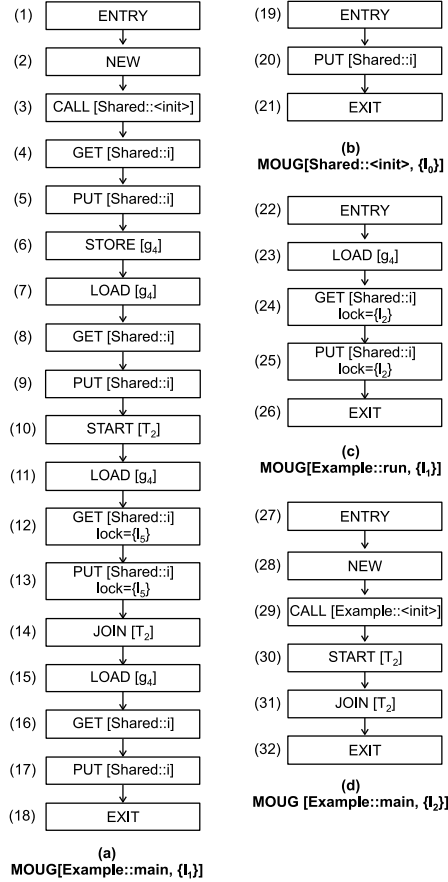 (1) ENTRY
(2) NEW
(3) CALL [Shared::<init>]
(4) GET [Shared::i]
(5) PUT [Shared::i]
(6) STORE [g₄]
(7) LOAD [g₄]
(8) GET [Shared::i]
(9) PUT [Shared::i]
(10) START [T₂]
(11) LOAD [g₄]
(12) GET [Shared::i]
lock={l₅}
(13) PUT [Shared::i]
lock={l₅}
(14) JOIN [T₂]
(15) LOAD [g₄]
(16) GET [Shared::i]
(17) PUT [Shared::i]
(18) EXIT
(a)
MOUG[Example::main, {l₁}]
(19) ENTRY
(20) PUT [Shared::i]
(21) EXIT
(b)
MOUG[Shared::<init>, {l₀}]
(22) ENTRY
(23) LOAD [g₄]
(24) GET [Shared::i]
lock={l₂}
(25) PUT [Shared::i]
lock={l₂}
(26) EXIT
(c)
MOUG[Example::run, {l₁}]
(27) ENTRY
(28) NEW
(29) CALL [Example::<init>]
(30) START [T₂]
(31) JOIN [T₂]
(32) EXIT
(d)
MOUG [Example::main, {l₂}]